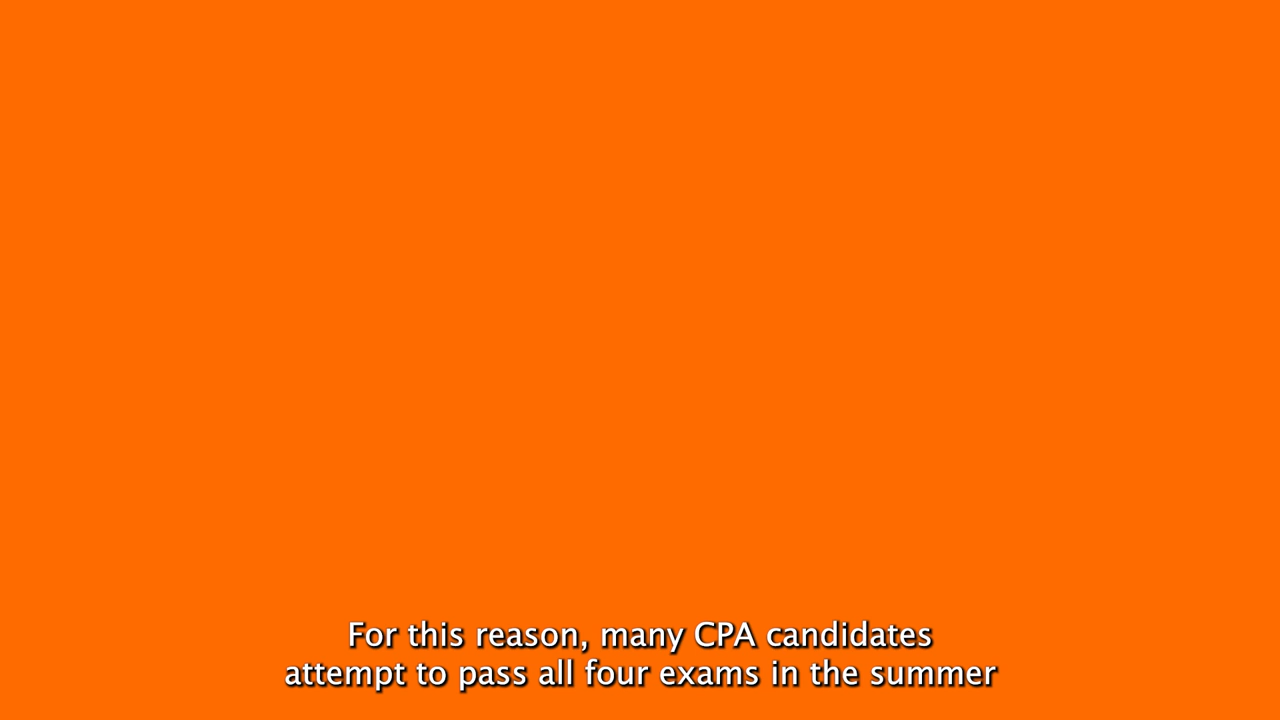 For this reason, many CPA candidates
attempt to pass all four exams in the summer